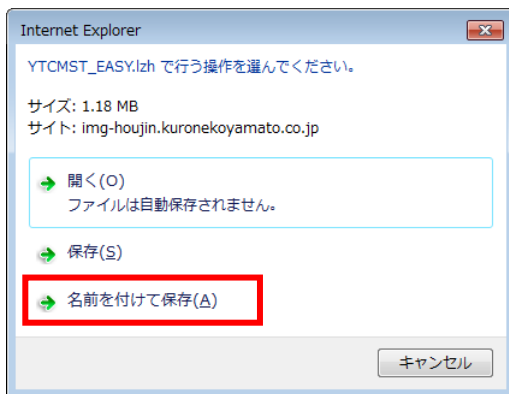 Internet Explorer
YTCMST_EASY.lzh で行う操作を選んでください。
サイズ: 1.18 MB
サイト: img-houjin.kuronekoyamato.co.jp
開く(O)
ファイルは自動保存されません。
保存(S)
名前を付けて保存(A)
キャンセル